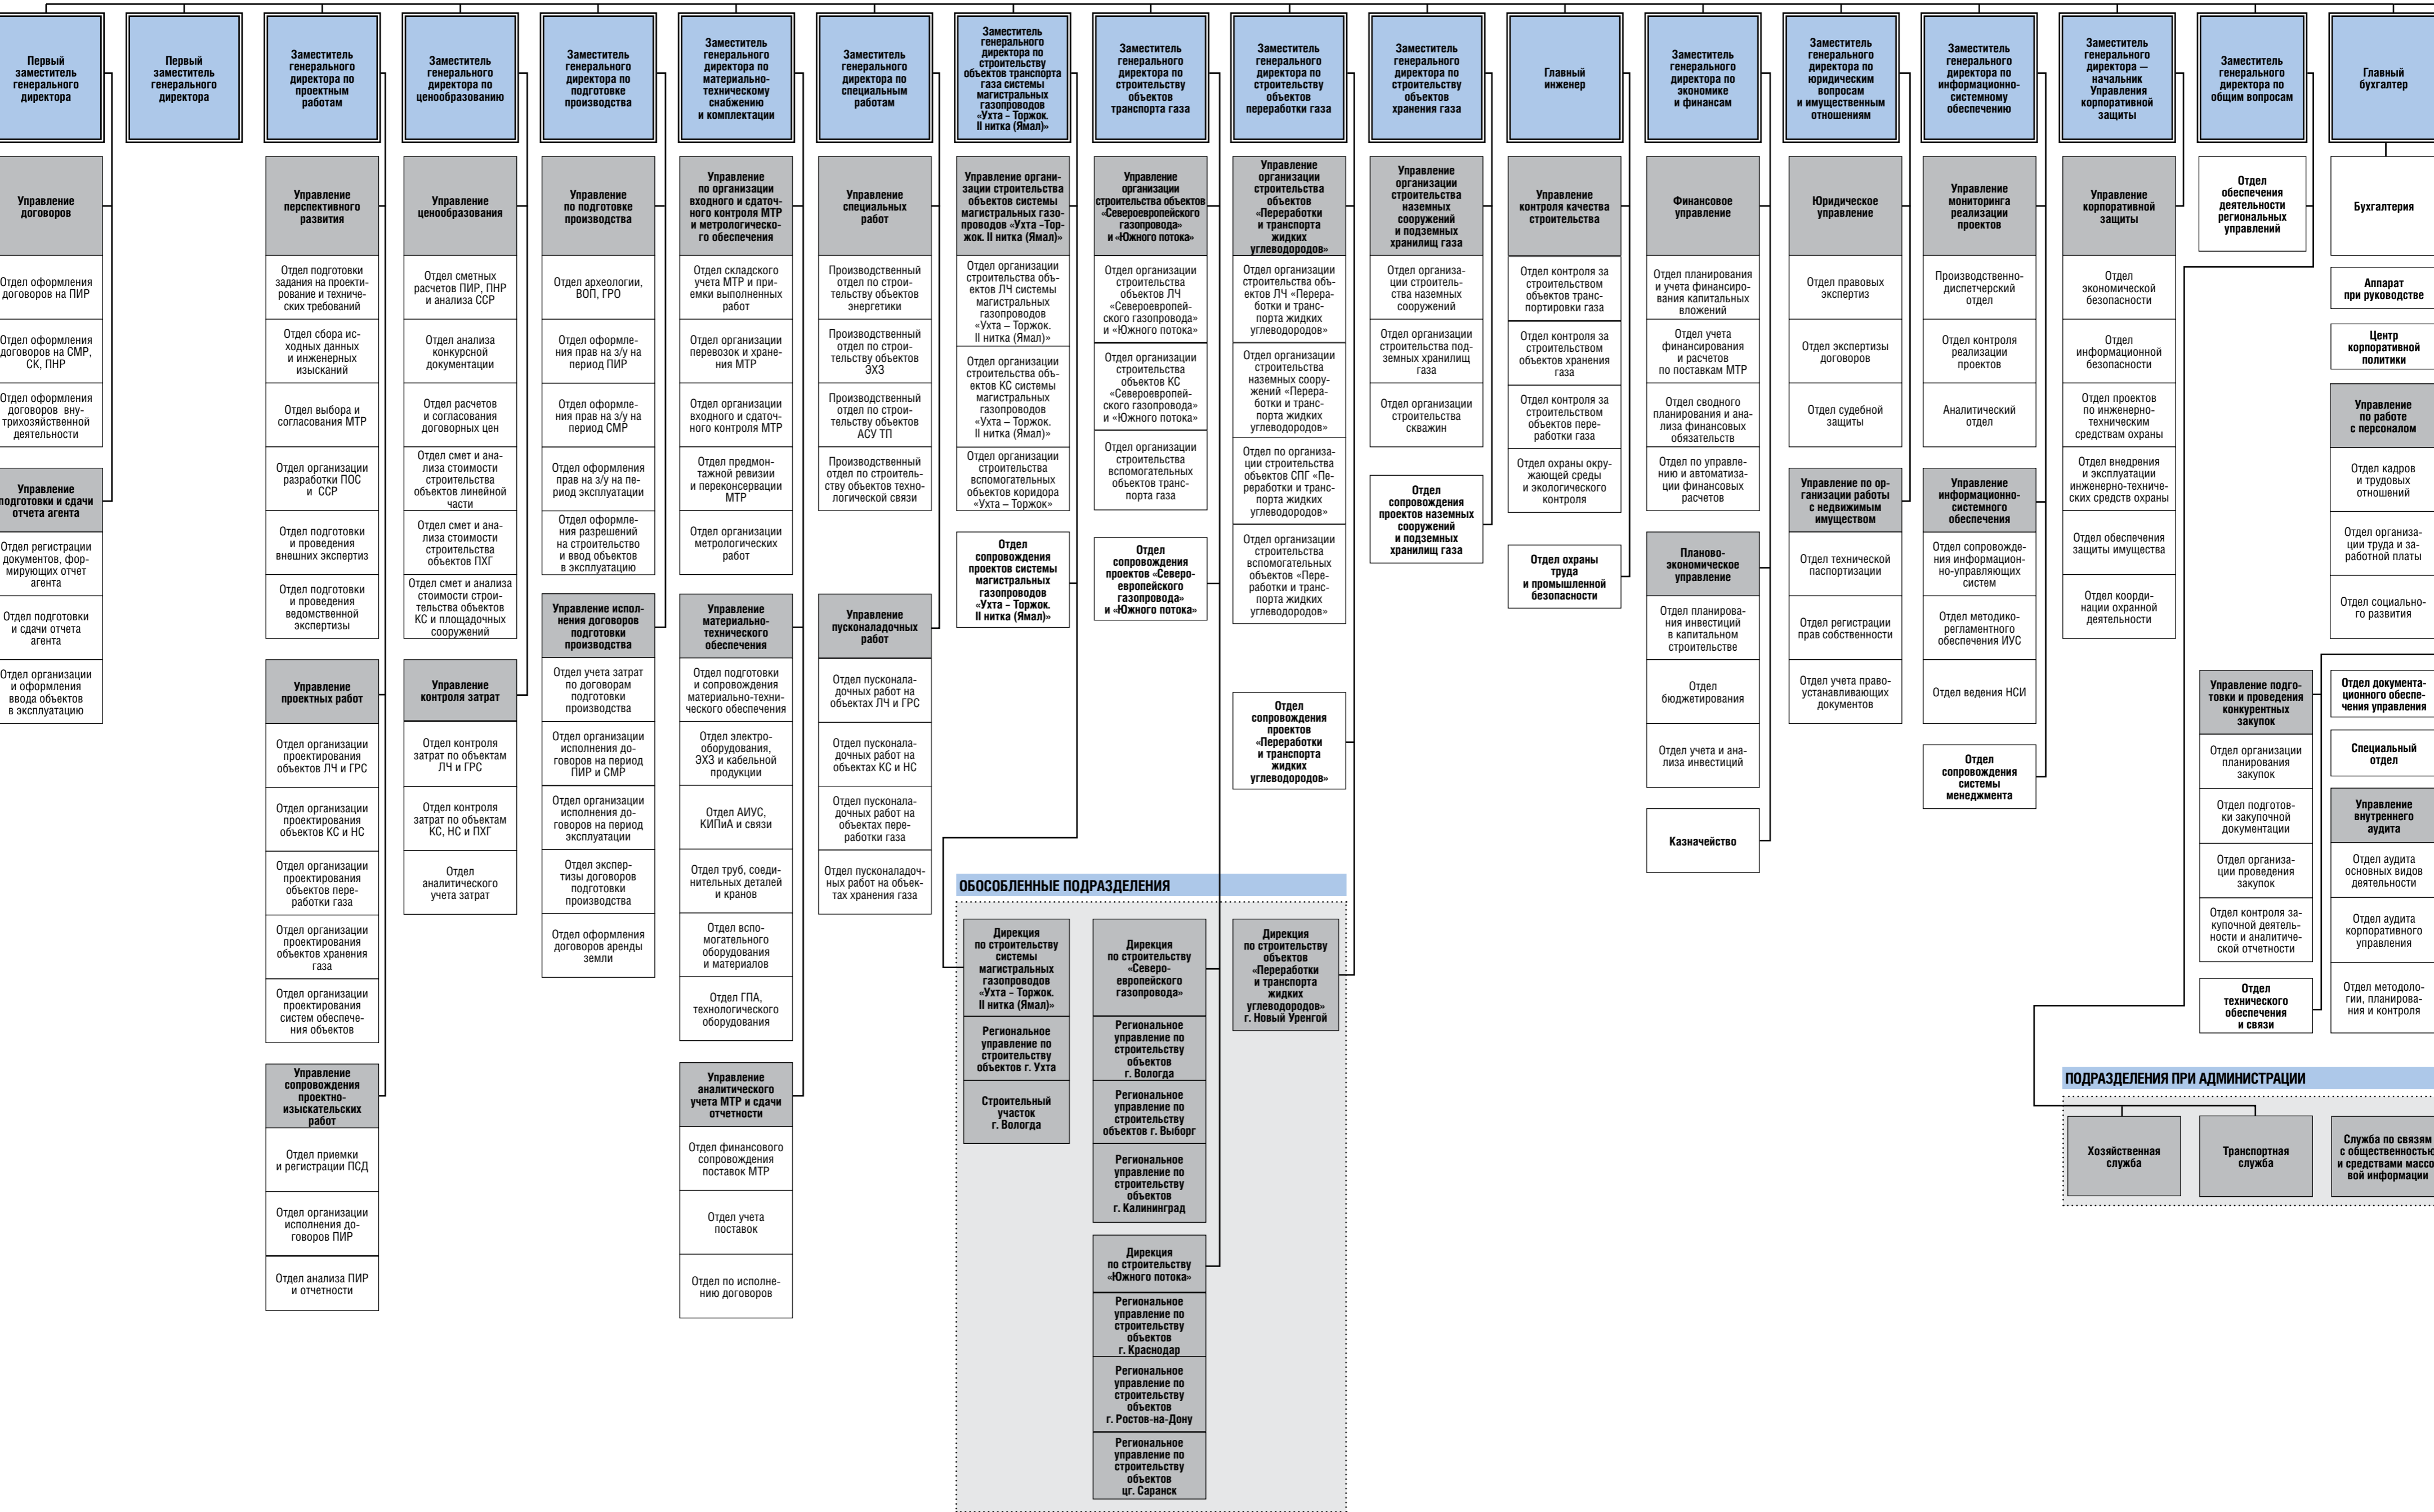 Первый
заместитель
генерального
директора
Первый
заместитель
генерального
директора
Заместитель
генерального
директора по
проектным
работам
Заместитель
генерального
директора по
ценообразованию
Заместитель
генерального
директора по
подготовке
производства
Заместитель
генерального
директора по
материально-
техническому
снабжению
и комплектации
Заместитель
генерального
директора по
специальным
работам
Заместитель
генерального
директора по
строительству
объектов транспорта
газа системы
магистральных
газопроводов
«Ухта – Торжок.
II нитка (Ямал)»
Заместитель
генерального
директора по
строительству
объектов
транспорта газа
Заместитель
генерального
директора по
строительству
объектов
переработки газа
Заместитель
генерального
директора по
строительству
объектов
хранения газа
Главный
инженер
Заместитель
генерального
директора по
экономике
и финансам
Заместитель
генерального
директора по
юридическим
вопросам
и имущественным
отношениям
Заместитель
генерального
директора по
информационно-
системному
обеспечению
Заместитель
генерального
директора —
начальник
Управления
корпоративной
защиты
Заместитель
генерального
директора по
общим вопросам
Главный
бухгалтер
Управление
договоров
Отдел оформления
договоров на ПИР
Отдел оформления
договоров на СМР,
СК, ПНР
Отдел оформления
договоров вну-
трихозяйственной
деятельности
Управление
подготовки и сдачи
отчета агента
Отдел регистрации
документов, фор-
мирующих отчет
агента
Отдел подготовки
и сдачи отчета
агента
Отдел организации
и оформления
ввода объектов
в эксплуатацию
Управление
перспективного
развития
Отдел подготовки
задания на проекти-
рование и техниче-
ских требований
Отдел сбора ис-
ходных данных
и инженерных
изысканий
Отдел выбора и
согласования МТР
Отдел организации
разработки ПОС
и ССР
Отдел подготовки
и проведения
внешних экспертиз
Отдел подготовки
и проведения
ведомственной
экспертизы
Управление
проектных работ
Отдел организации
проектирования
объектов ЛЧ и ГРС
Отдел организации
проектирования
объектов КС и НС
Отдел организации
проектирования
объектов пере-
работки газа
Отдел организации
проектирования
объектов хранения
газа
Отдел организации
проектирования
систем обеспече-
ния объектов
Управление
сопровождения
проектно-
изыскательских
работ
Отдел приемки
и регистрации ПСД
Отдел организации
исполнения до-
говоров ПИР
Отдел анализа ПИР
и отчетности
Управление
ценообразования
Отдел сметных
расчетов ПИР, ПНР
и анализа ССР
Отдел анализа
конкурсной
документации
Отдел расчетов
и согласования
договорных цен
Отдел смет и ана-
лиза стоимости
строительства
объектов линейной
части
Отдел смет и ана-
лиза стоимости
строительства
объектов ПХГ
Отдел смет и анализа
стоимости строи-
тельства объектов
КС и площадочных
сооружений
Управление
контроля затрат
Отдел контроля
затрат по объектам
ЛЧ и ГРС
Отдел контроля
затрат по объектам
КС, НС и ПХГ
Отдел
аналитического
учета затрат
Управление
по подготовке
производства
Отдел археологии,
ВОП, ГРО
Отдел оформле-
ния прав на з/у на
период ПИР
Отдел оформле-
ния прав на з/у на
период СМР
Отдел оформления
прав на з/у на пе-
риод эксплуатации
Отдел оформле-
ния разрешений
на строительство
и ввод объектов
в эксплуатацию
Управление испол-
нения договоров
подготовки
производства
Отдел учета затрат
по договорам
подготовки
производства
Отдел организации
исполнения до-
говоров на период
ПИР и СМР
Отдел организации
исполнения до-
говоров на период
эксплуатации
Отдел экспер-
тизы договоров
подготовки
производства
Отдел оформления
договоров аренды
земли
Управление
по организации
входного и сдаточ-
ного контроля МТР
и метрологическо-
го обеспечения
Отдел складского
учета МТР и при-
емки выполненных
работ
Отдел организации
перевозок и хране-
ния МТР
Отдел организации
входного и сдаточ-
ного контроля МТР
Отдел предмон-
тажной ревизии
и переконсервации
МТР
Отдел организации
метрологических
работ
Управление
материально-
технического
обеспечения
Отдел подготовки
и сопровождения
материально-техни-
ческого обеспечения
Отдел электро-
оборудования,
ЭХЗ и кабельной
продукции
Отдел АИУС,
КИПиА и связи
Отдел труб, соеди-
нительных деталей
и кранов
Отдел вспо-
могательного
оборудования
и материалов
Отдел ГПА,
технологического
оборудования
Управление
аналитического
учета МТР и сдачи
отчетности
Отдел финансового
сопровождения
поставок МТР
Отдел учета
поставок
Отдел по исполне-
нию договоров
Управление
специальных
работ
Производственный
отдел по строи-
тельству объектов
энергетики
Производственный
отдел по строи-
тельству объектов
ЭХЗ
Производственный
отдел по строи-
тельству объектов
АСУ ТП
Производственный
отдел по строитель-
ству объектов техно-
логической связи
Управление
пусконаладочных
работ
Отдел пусконала-
дочных работ на
объектах ЛЧ и ГРС
Отдел пусконала-
дочных работ на
объектах КС и НС
Отдел пусконала-
дочных работ на
объектах пере-
работки газа
Отдел пусконаладоч-
ных работ на объек-
тах хранения газа
Управление органи-
зации строительства
объектов системы
магистральных газо-
проводов «Ухта –Тор-
жок. II нитка (Ямал)»
Отдел организации
строительства объ-
ектов ЛЧ системы
магистральных
газопроводов
«Ухта – Торжок.
II нитка (Ямал)»
Отдел организации
строительства объ-
ектов КС системы
магистральных
газопроводов
«Ухта – Торжок.
II нитка (Ямал)»
Отдел организации
строительства
вспомогательных
объектов коридора
«Ухта – Торжок»
Отдел
сопровождения
проектов системы
магистральных
газопроводов
«Ухта – Торжок.
II нитка (Ямал)»
Управление
организации
строительства объектов
«Североевропейского
газопровода»
и «Южного потока»
Отдел организации
строительства
объектов ЛЧ
«Североевропей-
ского газопровода»
и «Южного потока»
Отдел организации
строительства
объектов КС
«Североевропей-
ского газопровода»
и «Южного потока»
Отдел организации
строительства
вспомогательных
объектов транс-
порта газа
Отдел
сопровождения
проектов «Северо-
европейского
газопровода»
и «Южного потока»
Управление
организации
строительства
объектов
«Переработки
и транспорта
жидких
углеводородов»
Отдел организации
строительства объ-
ектов ЛЧ «Перера-
ботки и транс-
порта жидких
углеводородов»
Отдел организации
строительства
наземных соору-
жений «Перера-
ботки и транс-
порта жидких
углеводородов»
Отдел по организа-
ции строительства
объектов СПГ «Пе-
реработки и транс-
порта жидких
углеводородов»
Отдел организации
строительства
вспомогательных
объектов «Пере-
работки и транс-
порта жидких
углеводородов»
Отдел
сопровождения
проектов
«Переработки
и транспорта
жидких
углеводородов»
Управление
организации
строительства
наземных
сооружений
и подземных
хранилищ газа
Отдел организа-
ции строитель-
ства наземных
сооружений
Отдел организации
строительства под-
земных хранилищ
газа
Отдел организации
строительства
скважин
Отдел
сопровождения
проектов наземных
сооружений
и подземных
хранилищ газа
Управление
контроля качества
строительства
Отдел контроля за
строительством
объектов транс-
портировки газа
Отдел контроля за
строительством
объектов хранения
газа
Отдел контроля за
строительством
объектов пере-
работки газа
Отдел охраны окру-
жающей среды
и экологического
контроля
Отдел охраны
труда
и промышленной
безопасности
Финансовое
управление
Отдел планирования
и учета финансиро-
вания капитальных
вложений
Отдел учета
финансирования
и расчетов
по поставкам МТР
Отдел сводного
планирования и ана-
лиза финансовых
обязательств
Отдел по управле-
нию и автоматиза-
ции финансовых
расчетов
Планово-
экономическое
управление
Отдел планирова-
ния инвестиций
в капитальном
строительстве
Отдел
бюджетирования
Отдел учета и ана-
лиза инвестиций
Казначейство
Юридическое
управление
Отдел правовых
экспертиз
Отдел экспертизы
договоров
Отдел судебной
защиты
Управление по ор-
ганизации работы
с недвижимым
имуществом
Отдел технической
паспортизации
Отдел регистрации
прав собственности
Отдел учета право-
устанавливающих
документов
Управление
мониторинга
реализации
проектов
Производственно-
диспетчерский
отдел
Отдел контроля
реализации
проектов
Аналитический
отдел
Управление
информационно-
системного
обеспечения
Отдел сопровожде-
ния информацион-
но-управляющих
систем
Отдел методико-
регламентного
обеспечения ИУС
Отдел ведения НСИ
Отдел
сопровождения
системы
менеджмента
Управление
корпоративной
защиты
Отдел
экономической
безопасности
Отдел
информационной
безопасности
Отдел проектов
по инженерно-
техническим
средствам охраны
Отдел внедрения
и эксплуатации
инженерно-техниче-
ских средств охраны
Отдел обеспечения
защиты имущества
Отдел коорди-
нации охранной
деятельности
Отдел
обеспечения
деятельности
региональных
управлений
Управление подго-
товки и проведения
конкурентных
закупок
Отдел организации
планирования
закупок
Отдел подготов-
ки закупочной
документации
Отдел организа-
ции проведения
закупок
Отдел контроля за-
купочной деятель-
ности и аналитиче-
ской отчетности
Отдел
технического
обеспечения
и связи
Бухгалтерия
Аппарат
при руководстве
Центр
корпоративной
политики
Управление
по работе
с персоналом
Отдел кадров
и трудовых
отношений
Отдел организа-
ции труда и за-
работной платы
Отдел социально-
го развития
Отдел документа-
ционного обеспе-
чения управления
Специальный
отдел
Управление
внутреннего
аудита
Отдел аудита
основных видов
деятельности
Отдел аудита
корпоративного
управления
Отдел методоло-
гии, планирова-
ния и контроля
ОБОСОБЛЕННЫЕ ПОДРАЗДЕЛЕНИЯ
Дирекция
по строительству
системы
магистральных
газопроводов
«Ухта – Торжок.
II нитка (Ямал)»
Региональное
управление по
строительству
объектов г. Ухта
Строительный
участок
г. Вологда
Дирекция
по строительству
«Северо-
европейского
газопровода»
Региональное
управление по
строительству
объектов
г. Вологда
Региональное
управление по
строительству
объектов г. Выборг
Региональное
управление по
строительству
объектов
г. Калининград
Дирекция
по строительству
«Южного потока»
Региональное
управление по
строительству
объектов
г. Краснодар
Региональное
управление по
строительству
объектов
г. Ростов-на-Дону
Региональное
управление по
строительству
объектов
цг. Саранск
Дирекция
по строительству
объектов
«Переработки
и транспорта
жидких
углеводородов»
г. Новый Уренгой
ПОДРАЗДЕЛЕНИЯ ПРИ АДМИНИСТРАЦИИ
Хозяйственная
служба
Транспортная
служба
Служба по связям
с общественностью
и средствами массо-
вой информации